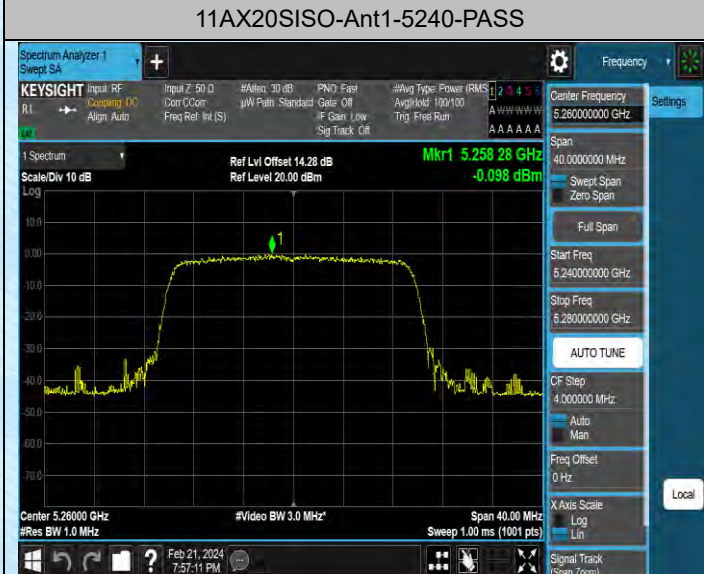 11AX20SISO-Ant1-5240-PASS
Spectrum Analyzer 1
Swept SA
+
Frequency
KEYSIGHT
RL
Input: RF
Coupling: DC
Align: Auto
Input Z: 50 Ω
Corr CCorr
Freq Ref: Int (S)
#Atten: 30 dB
µW Path: Standard
PNO: Fast
Gate: Off
IF Gain: Low
Sig Track: Off
#Avg Type: Power (RMS
Avg|Hold: 100/100
Trig: Free Run
1 2 3 4 5 6
A W W W W W
A A A A A A
1 Spectrum
Scale/Div 10 dB
Log
Ref Lvl Offset 14.28 dB
Ref Level 20.00 dBm
Mkr1 5.258 28 GHz
-0.098 dBm
10.0
0.00
-10.0
-20.0
-30.0
-40.0
-50.0
-60.0
-70.0
1
Center 5.26000 GHz
#Res BW 1.0 MHz
#Video BW 3.0 MHz*
Span 40.00 MHz
Sweep 1.00 ms (1001 pts)
Feb 21, 2024
7:57:11 PM
?
Center Frequency
5.260000000 GHz
Settings
Span
40.0000000 MHz
Swept Span
Zero Span
Full Span
Start Freq
5.240000000 GHz
Stop Freq
5.280000000 GHz
AUTO TUNE
CF Step
4.000000 MHz
Auto
Man
Freq Offset
0 Hz
X Axis Scale
Log
Lin
Local
Signal Track
(Span Zoom)